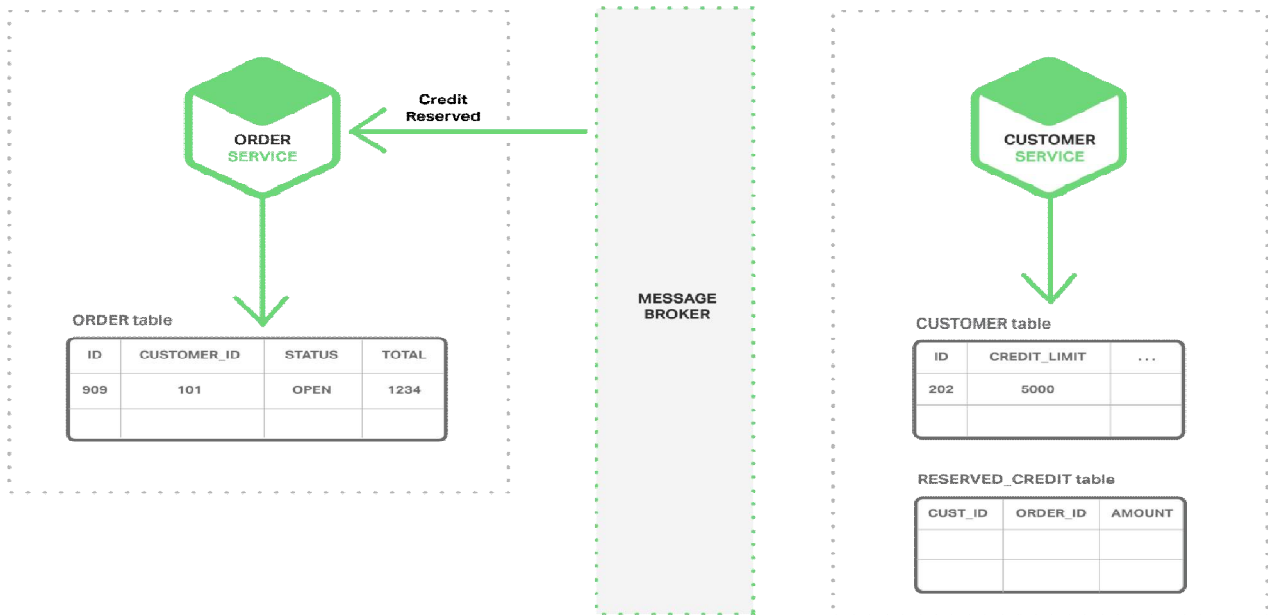 Credit
Reserved
ORDER
SERVICE
CUSTOMER
SERVICE
MESSAGE
BROKER
ORDER table
ID CUSTOMER_ID STATUS TOTAL
909 101 OPEN 1234
CUSTOMER table
ID CREDIT_LIMIT ...
202 5000
RESERVED_CREDIT table
CUST_ID ORDER_ID AMOUNT